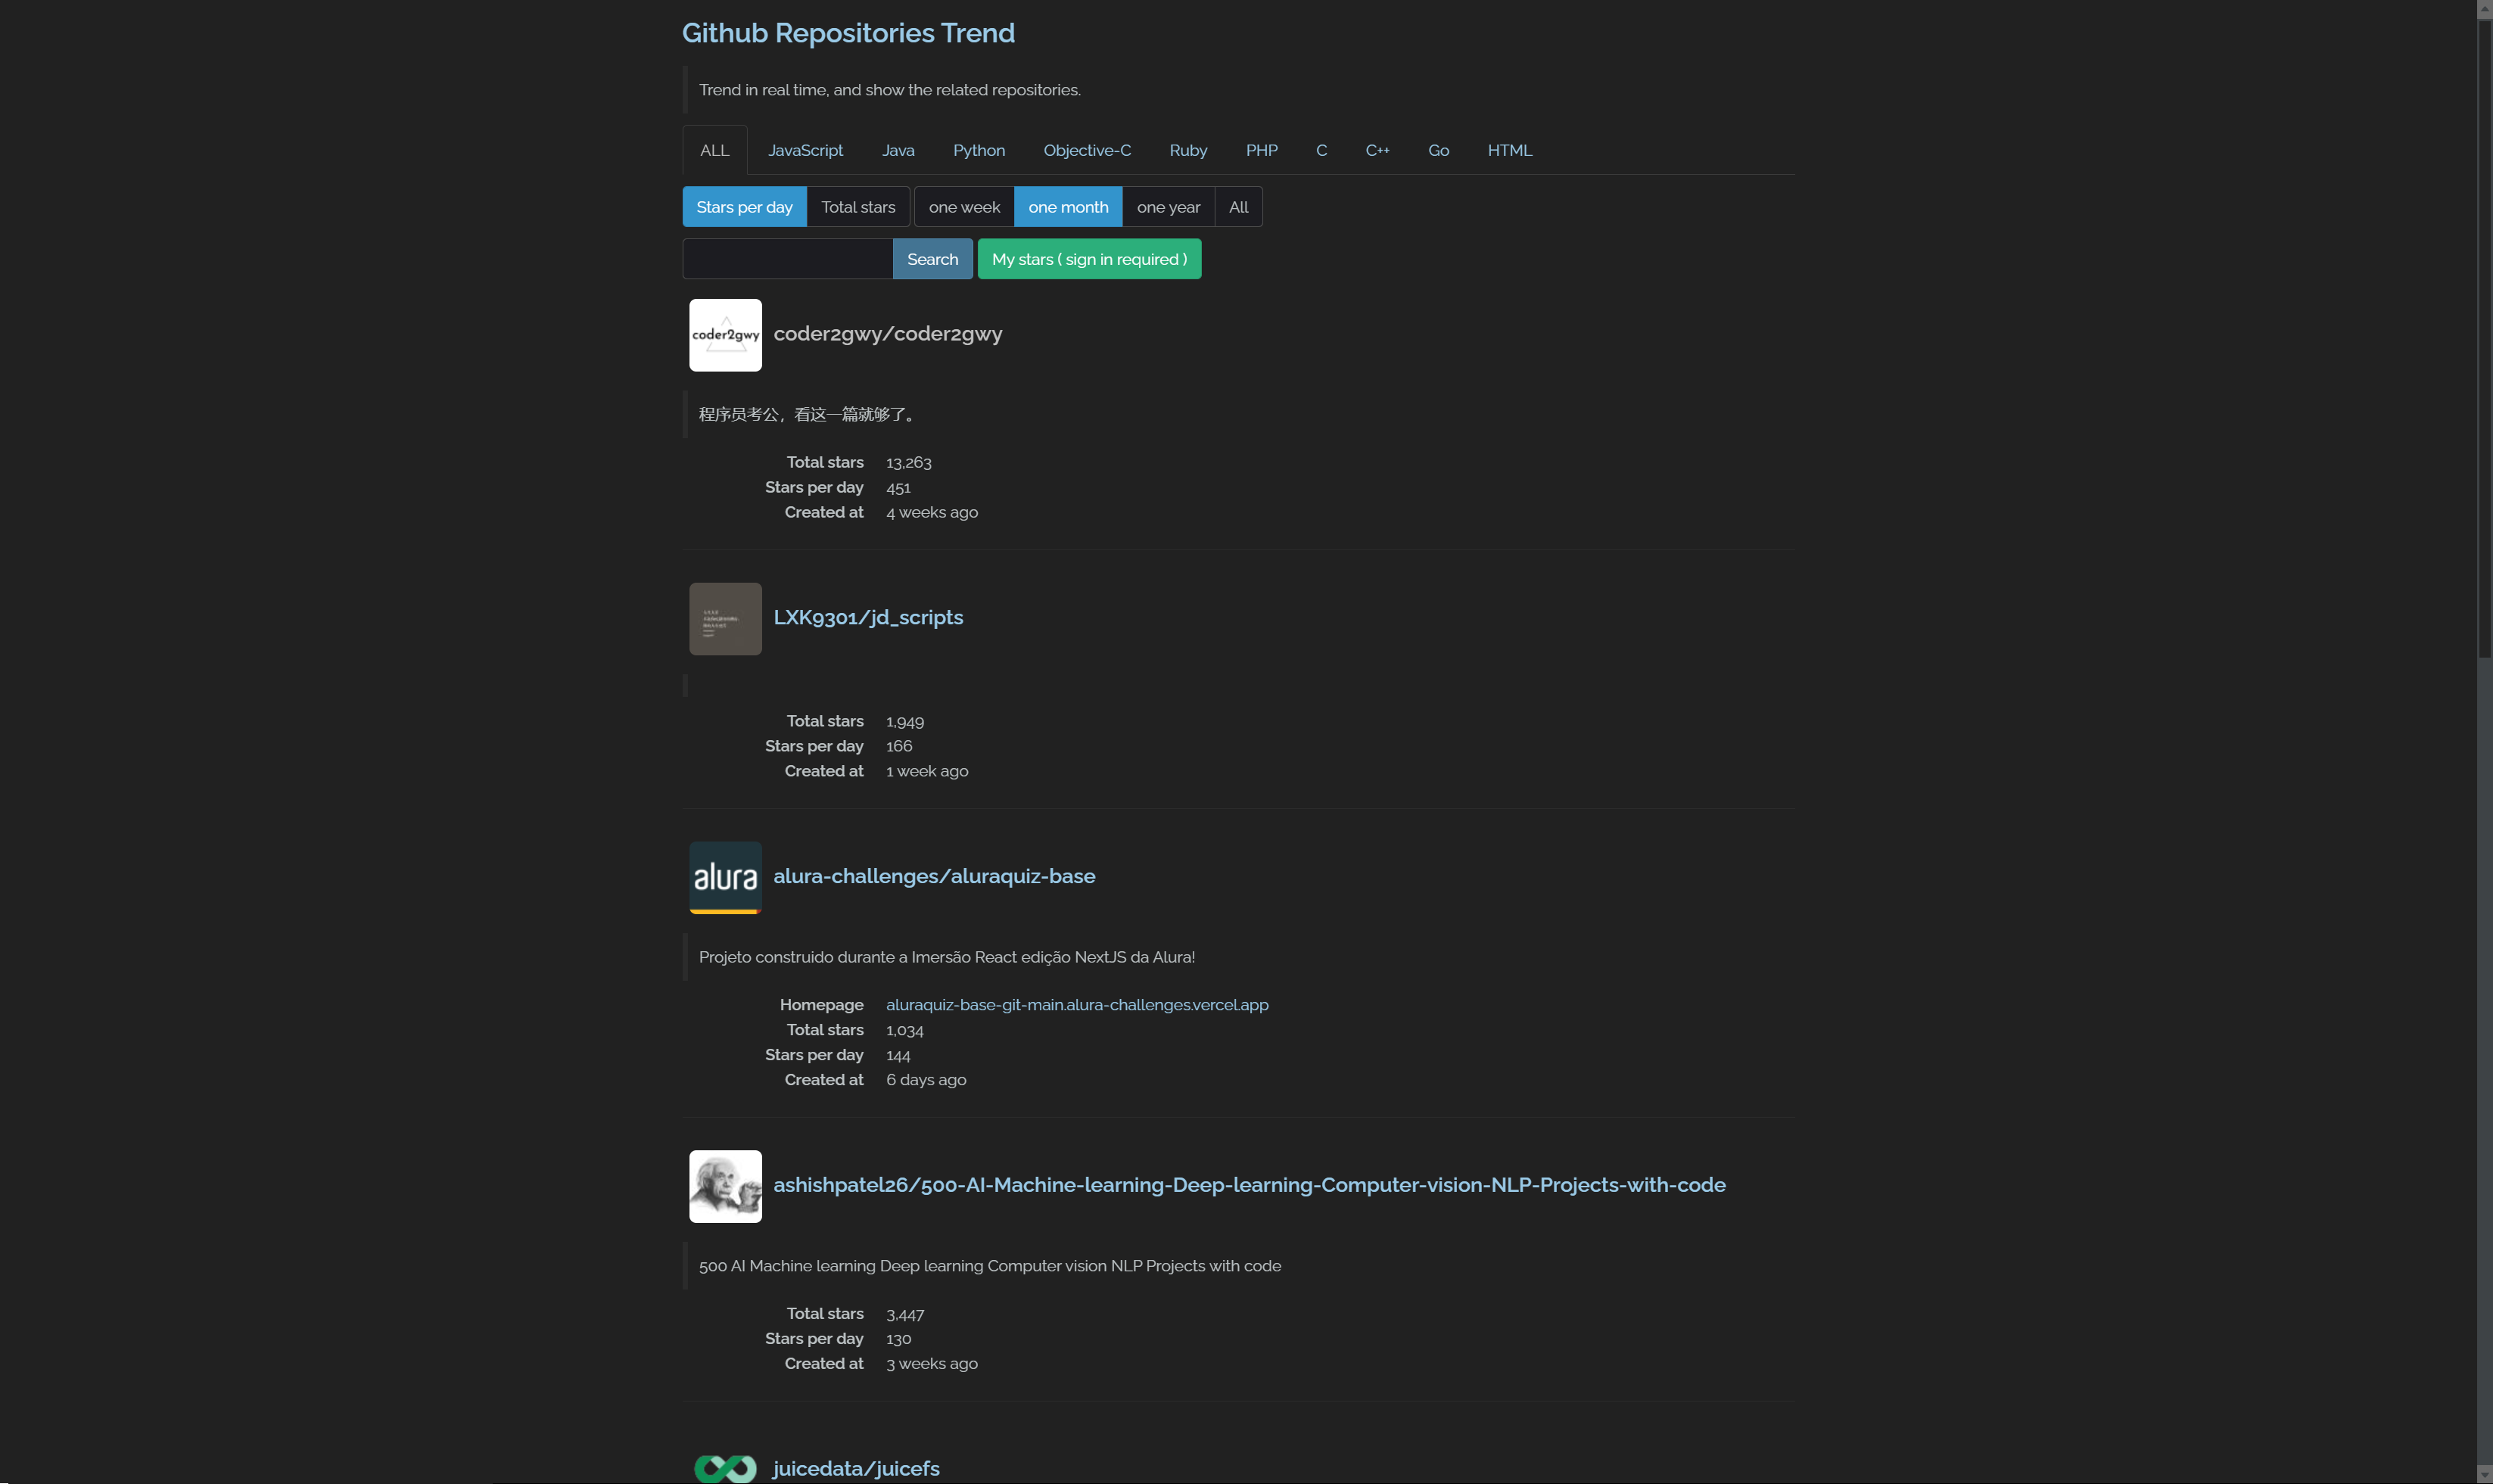 Github Repositories Trend
Trend in real time, and show the related repositories.
ALL JavaScript Java Python Objective-C Ruby PHP C C++ Go HTML
Stars per day Total stars one week one month one year All
Search My stars ( sign in required )
coder2gwy
coder2gwy/coder2gwy
程序员考公，看这一篇就够了。
Total stars 13,263
Stars per day 451
Created at 4 weeks ago
LXK9301/jd_scripts
Total stars 1,949
Stars per day 166
Created at 1 week ago
alura
alura-challenges/aluraquiz-base
Projeto construido durante a Imersão React edição NextJS da Alura!
Homepage aluraquiz-base-git-main.alura-challenges.vercel.app
Total stars 1,034
Stars per day 144
Created at 6 days ago
ashishpatel26/500-AI-Machine-learning-Deep-learning-Computer-vision-NLP-Projects-with-code
500 AI Machine learning Deep learning Computer vision NLP Projects with code
Total stars 3,447
Stars per day 130
Created at 3 weeks ago
juicedata/juicefs